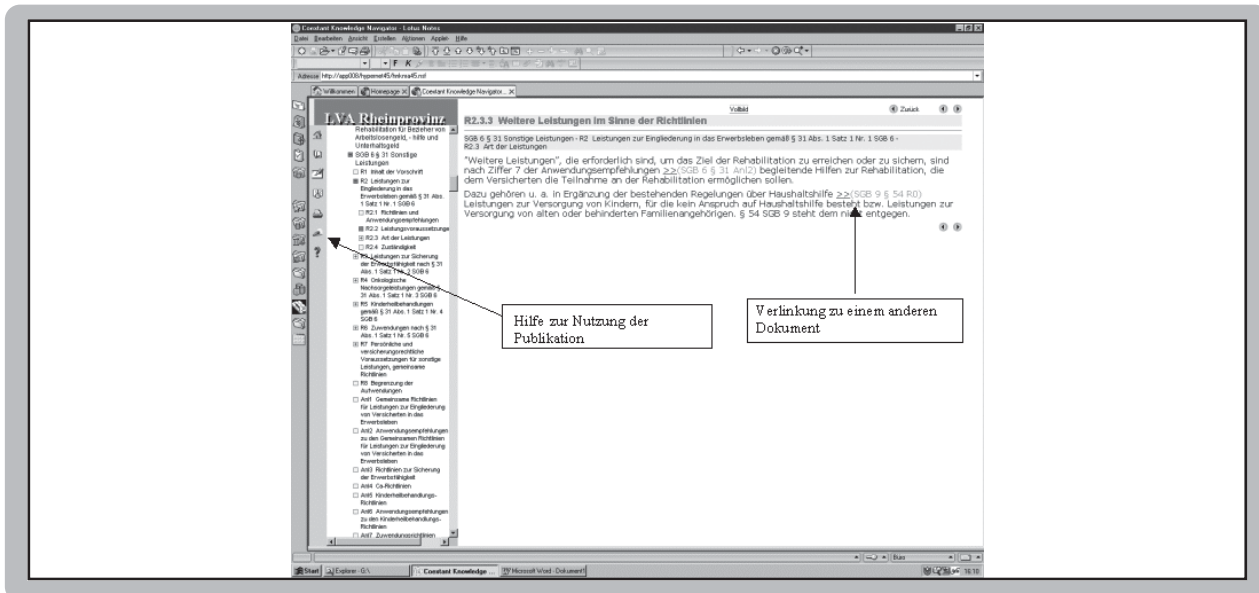 Coextant Knowledge Navigator - Lotus Notes
Datei Bearbeiten Ansicht Erstellen Aktionen Applet Hilfe
F K
Adresse http://app008/hypernet45/
Willkommen Homepage Coextant Knowledge Navigator...
LVA Rheinprovinz
Rehabilitation für Bezieher von
Arbeitslosengeld, - hilfe und
Unterhaltsgeld
SGB 6 § 31 Sonstige
Leistungen
R1 Inhalt der Vorschrift
R2 Leistungen zur
Eingliederung in das
Erwerbsleben gemäß § 31 Abs.
1 Satz 1 Nr. 1 SGB 6
R2.1 Richtlinien und
Anwendungsempfehlungen
R2.2 Leistungsvoraussetzunge
R2.3 Art der Leistungen
R2.4 Zuständigkeit
R3 Leistungen zur Sicherung
der Erwerbsfähigkeit nach § 31
Abs. 1 Satz 1 Nr. 2 SGB 6
R4 Onkologische
Nachsorgeleistungen gemäß §
31 Abs. 1 Satz 1 Nr. 3 SGB 6
R5 Kinderheilbehandlungen
gemäß § 31 Abs. 1 Satz 1 Nr. 4
SGB 6
R6 Zuwendungen nach § 31
Abs. 1 Satz 1 Nr. 5 SGB 6
R7 Persönliche und
versicherungsrechtliche
Voraussetzungen für sonstige
Leistungen, gemeinsame
Richtlinien
R8 Begrenzung der
Aufwendungen
Anl1 Gemeinsame Richtlinien
für Leistungen zur Eingliederung
von Versicherten in das
Erwerbsleben
Anl2 Anwendungsempfehlungen
zu den Gemeinsamen Richtlinien
für Leistungen zur Eingliederung
von Versicherten in das
Erwerbsleben
Anl3 Richtlinien zur Sicherung
der Erwerbsfähigkeit
Anl4 Ca-Richtlinien
Anl5 Kinderheilbehandlungs-
Richtlinien
Anl6 Anwendungsempfehlungen
zu den Kinderheilbehandlungs-
Richtlinien
Anl7 Zuwendungsrichtlinien
Vollbild Zurück
R2.3.3 Weitere Leistungen im Sinne der Richtlinien
SGB 6 § 31 Sonstige Leistungen - R2 Leistungen zur Eingliederung in das Erwerbsleben gemäß § 31 Abs. 1 Satz 1 Nr. 1 SGB 6 -
R2.3 Art der Leistungen
"Weitere Leistungen", die erforderlich sind, um das Ziel der Rehabilitation zu erreichen oder zu sichern, sind
nach Ziffer 7 der Anwendungsempfehlungen >>(SGB 6 § 31 Anl2) begleitende Hilfen zur Rehabilitation, die
dem Versicherten die Teilnahme an der Rehabilitation ermöglichen sollen.
Dazu gehören u. a. in Ergänzung der bestehenden Regelungen über Haushaltshilfe >>(SGB 9 § 54 R0)
Leistungen zur Versorgung von Kindern, für die kein Anspruch auf Haushaltshilfe besteht bzw. Leistungen zur
Versorgung von alten oder behinderten Familienangehörigen. § 54 SGB 9 steht dem nicht entgegen.
Hilfe zur Nutzung der
Publikation
Verlinkung zu einem anderen
Dokument
Büro
Start Explorer - G:\ Coextant Knowledge ... Microsoft Word - Dokument1 16:10